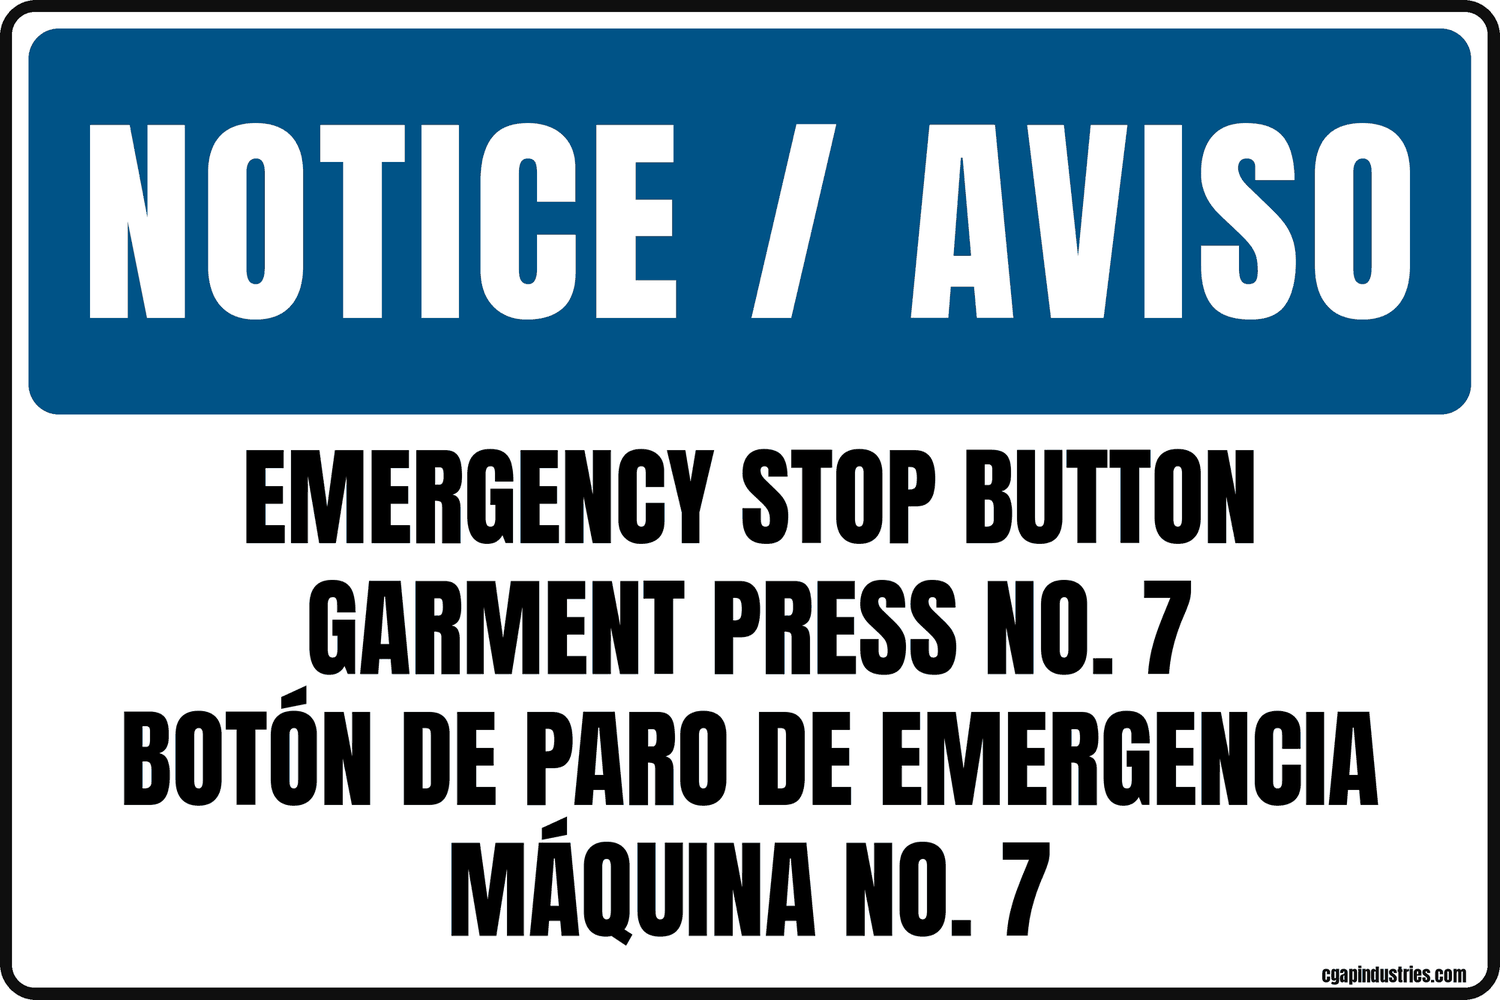 NOTICE / AVISO
EMERGENCY STOP BUTTON
GARMENT PRESS NO. 7
BOTÓN DE PARO DE EMERGENCIA
MÁQUINA NO. 7
cgapindustries.com